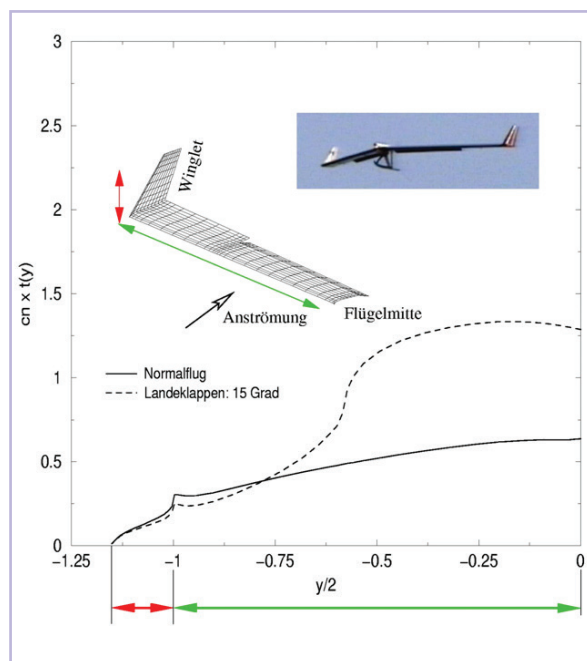 3
2.5
2
1.5
1
0.5
0
cn x t(y)
Winglet
Anströmung
Flügelmitte
Normalflug
Landeklappen: 15 Grad
-1.25
-1
-0.75
-0.5
-0.25
0
y/2